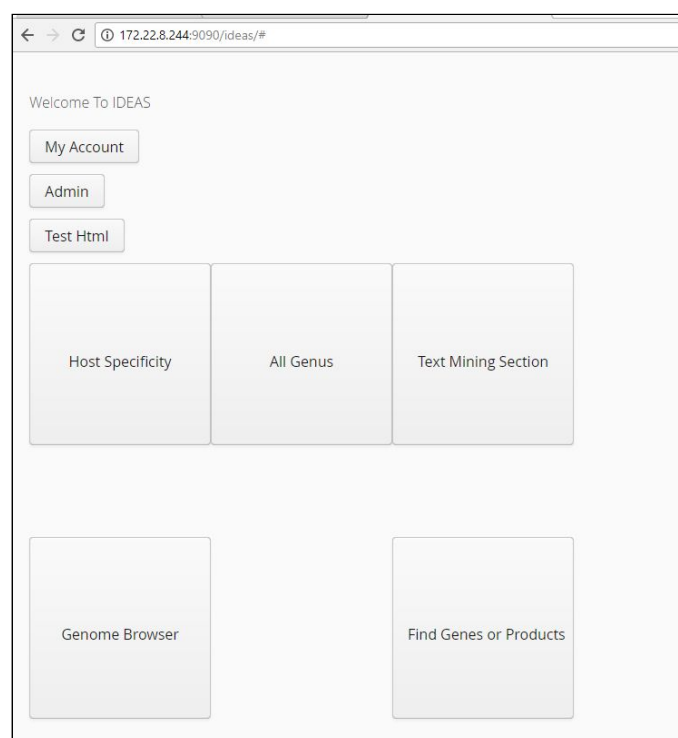 172.22.8.244:9090/ideas/#
Welcome To IDEAS
My Account
Admin
Test Html
Host Specificity All Genus Text Mining Section
Genome Browser Find Genes or Products